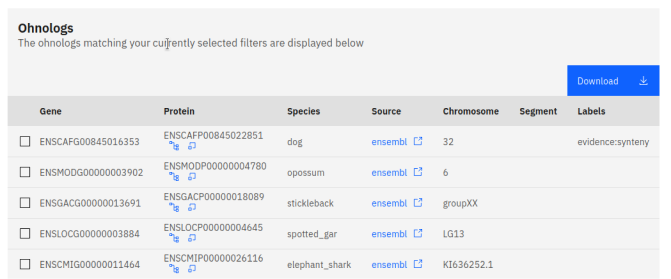 Ohnologs
The ohnologs matching your currently selected filters are displayed below
Download
Gene Protein Species Source Chromosome Segment Labels
ENSCAFG00845016353 ENSCAFP00845022851 dog ensembl 32 evidence:synteny
ENSMODG00000003902 ENSMODP00000004780 opossum ensembl 6
ENSGACG00000013691 ENSGACP00000018089 stickleback ensembl groupXX
ENSLOCG00000003884 ENSLOCP00000004645 spotted_gar ensembl LG13
ENSCMIG00000011464 ENSCMIP00000026116 elephant_shark ensembl KI636252.1